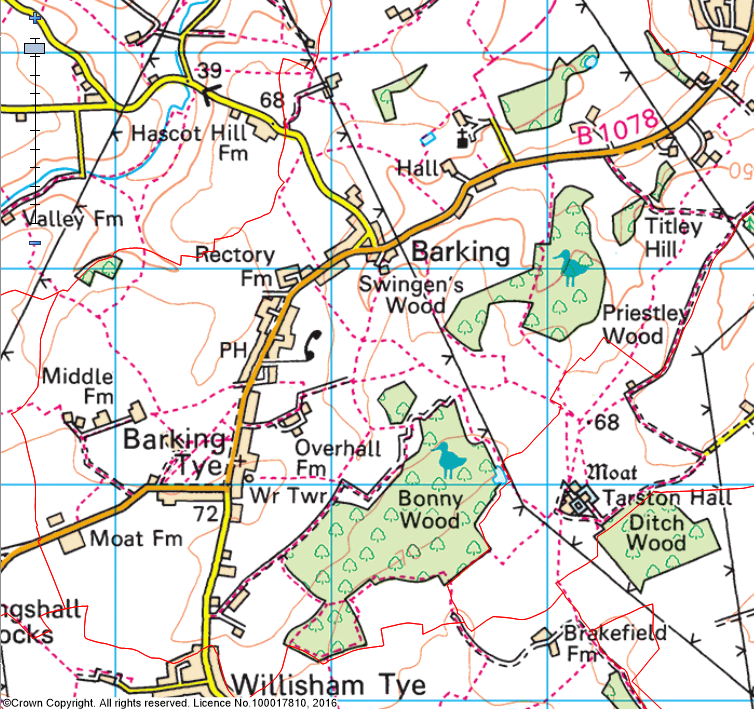 39
68
B 1078
Hascot Hill
Fm
Hall
50
Valley Fm
Titley
Hill
Rectory
Fm
Barking
Swingen's
Wood
Priestley
Wood
PH
Middle
Fm
68
Barking
Tye
Overhall
Fm
Moat
Wr Twr
Bonny
Wood
Tarston Hall
Ditch
Wood
72
Moat Fm
ngshall
ocks
Brakefield
Fm
Willisham Tye
©Crown Copyright. All rights reserved. Licence No.100017810, 2016